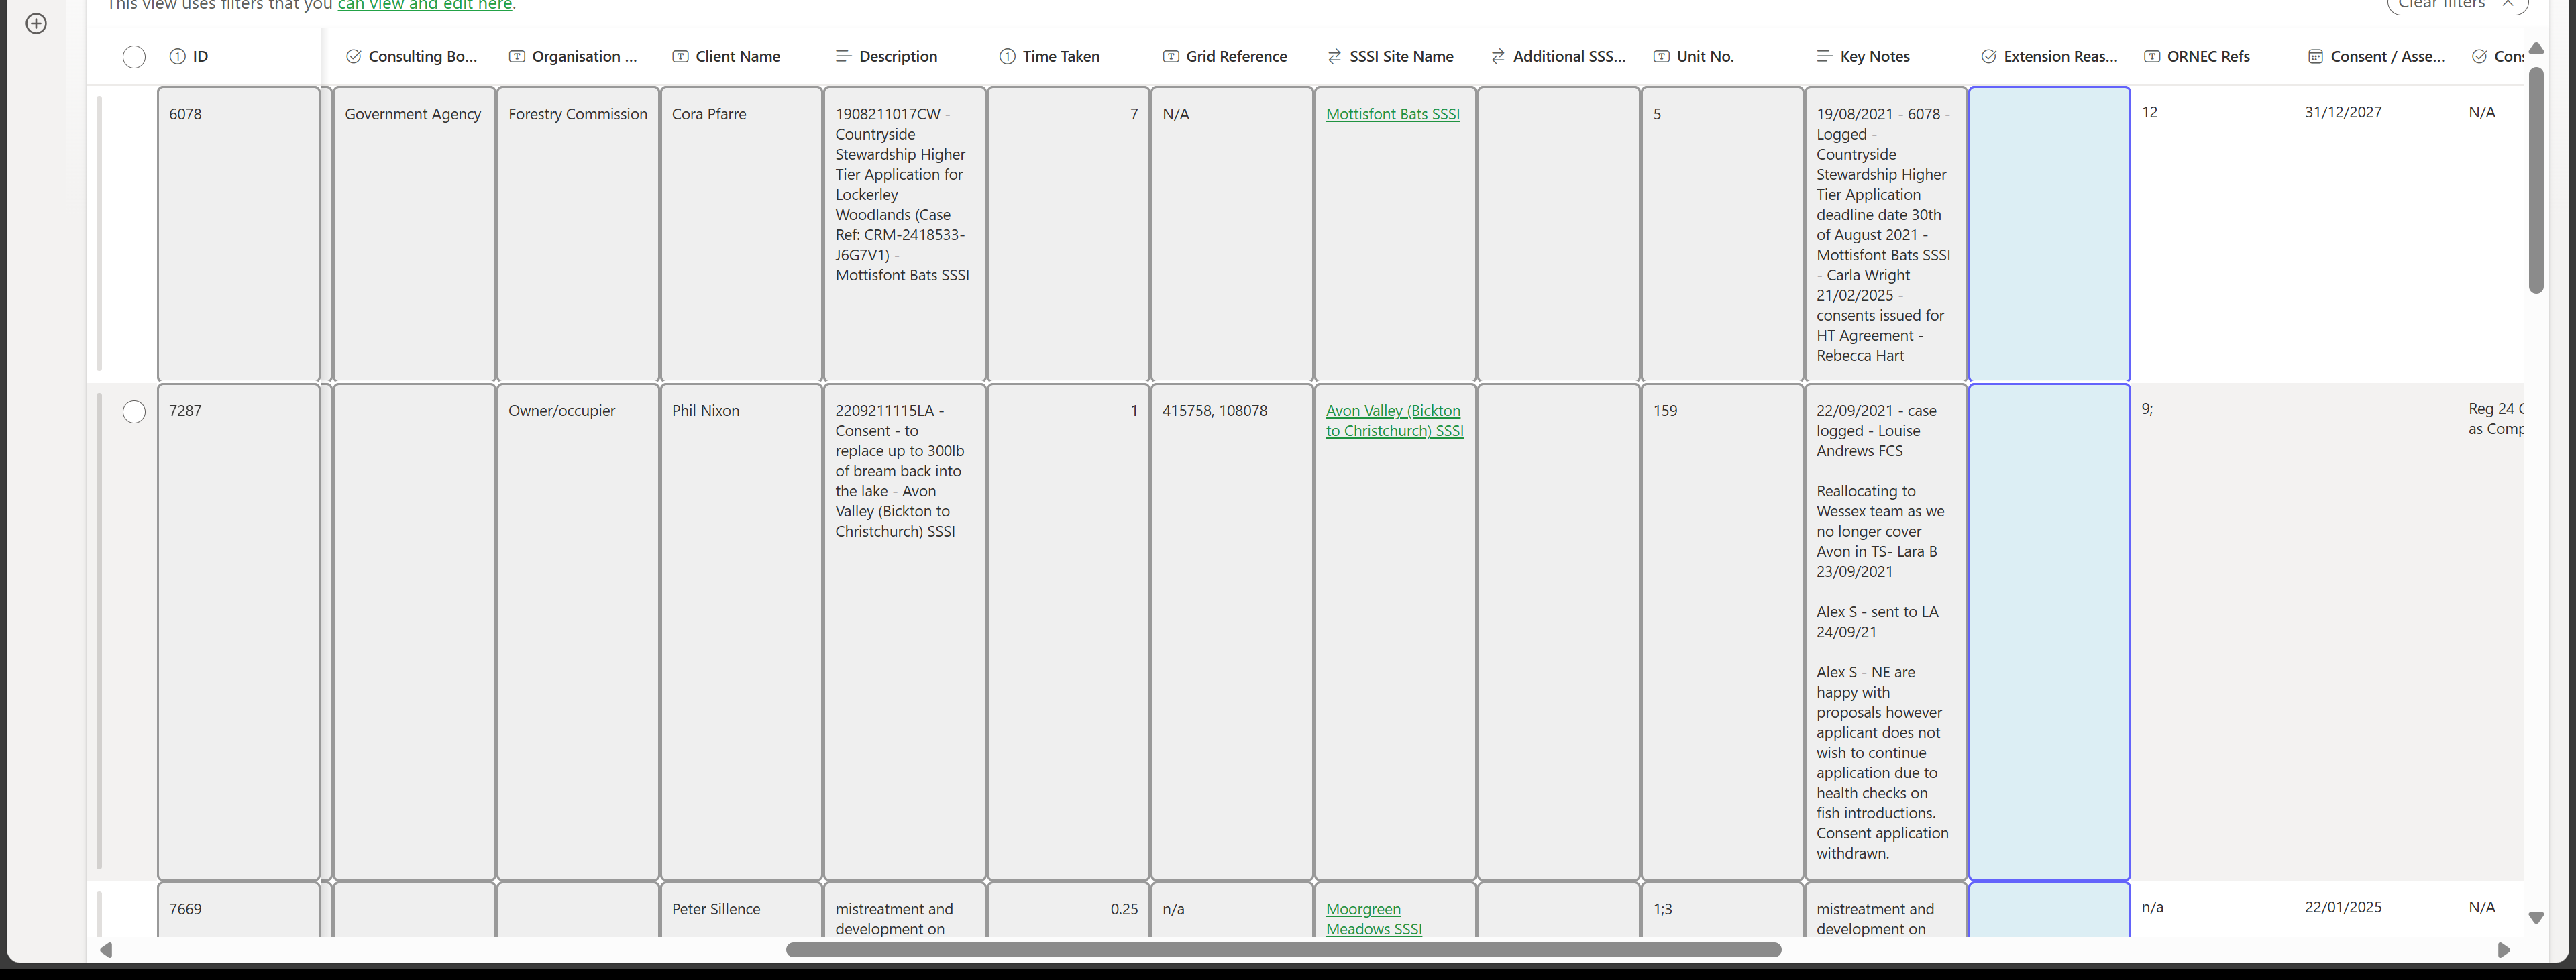 This view uses filters that you can view and edit here.
Clear filters
ID
Consulting Bo...
Organisation ...
Client Name
Description
Time Taken
Grid Reference
SSSI Site Name
Additional SSS...
Unit No.
Key Notes
Extension Reas...
ORNEC Refs
Consent / Asse...
Cons
6078
Government Agency
Forestry Commission
Cora Pfarre
1908211017CW -
Countryside
Stewardship Higher
Tier Application for
Lockerley
Woodlands (Case
Ref: CRM-2418533-
J6G7V1) -
Mottisfont Bats SSSI
7
N/A
Mottisfont Bats SSSI
5
19/08/2021 - 6078 -
Logged -
Countryside
Stewardship Higher
Tier Application
deadline date 30th
of August 2021 -
Mottisfont Bats SSSI
- Carla Wright
21/02/2025 -
consents issued for
HT Agreement -
Rebecca Hart
12
31/12/2027
N/A
7287
Owner/occupier
Phil Nixon
2209211115LA -
Consent - to
replace up to 300lb
of bream back into
the lake - Avon
Valley (Bickton to
Christchurch) SSSI
1
415758, 108078
Avon Valley (Bickton
to Christchurch) SSSI
159
22/09/2021 - case
logged - Louise
Andrews FCS
Reallocating to
Wessex team as we
no longer cover
Avon in TS- Lara B
23/09/2021
Alex S - sent to LA
24/09/21
Alex S - NE are
happy with
proposals however
applicant does not
wish to continue
application due to
health checks on
fish introductions.
Consent application
withdrawn.
9;
Reg 24 C
as Comp
7669
Peter Sillence
mistreatment and
development on
0.25
n/a
Moorgreen
Meadows SSSI
1;3
mistreatment and
development on
n/a
22/01/2025
N/A